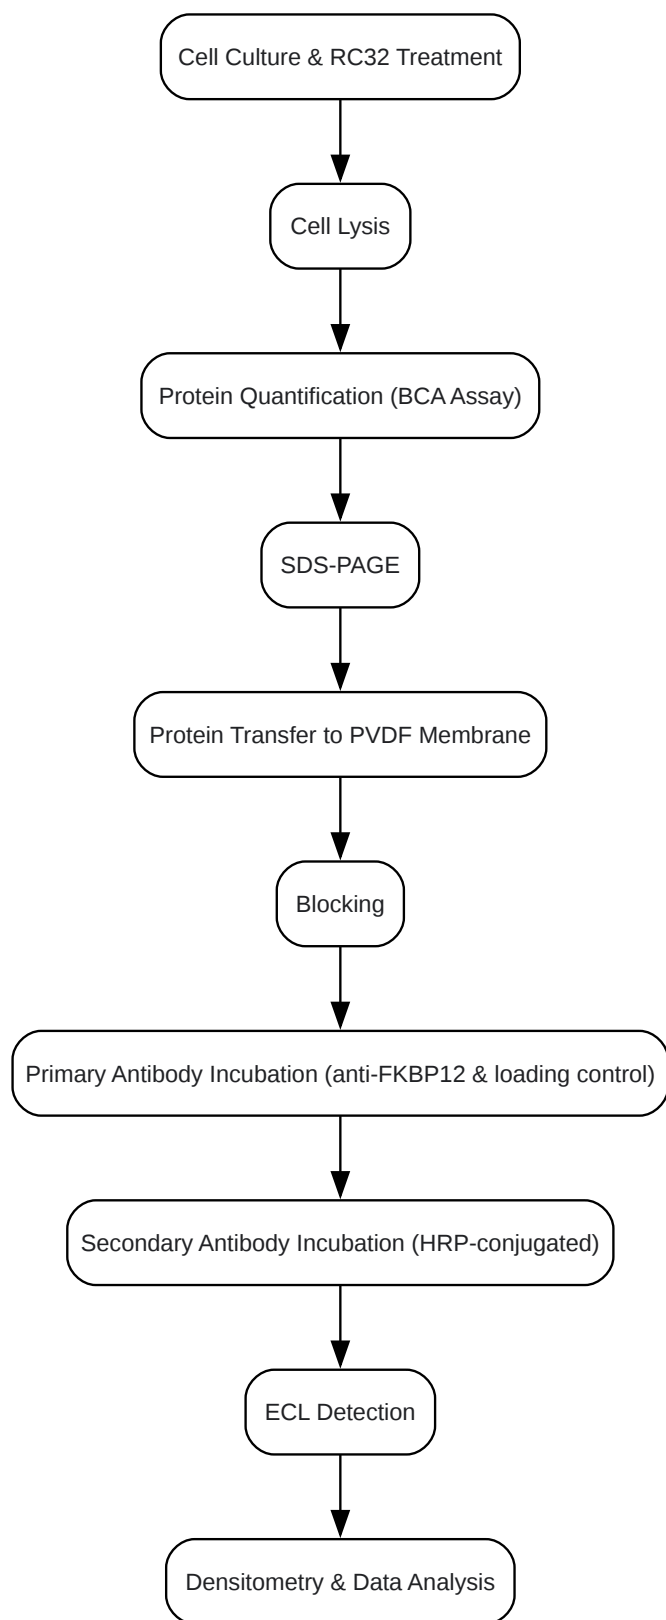 Cell Culture & RC32 Treatment
Cell Lysis
Protein Quantification (BCA Assay)
SDS-PAGE
Protein Transfer to PVDF Membrane
Blocking
Primary Antibody Incubation (anti-FKBP12 & loading control)
Secondary Antibody Incubation (HRP-conjugated)
ECL Detection
Densitometry & Data Analysis